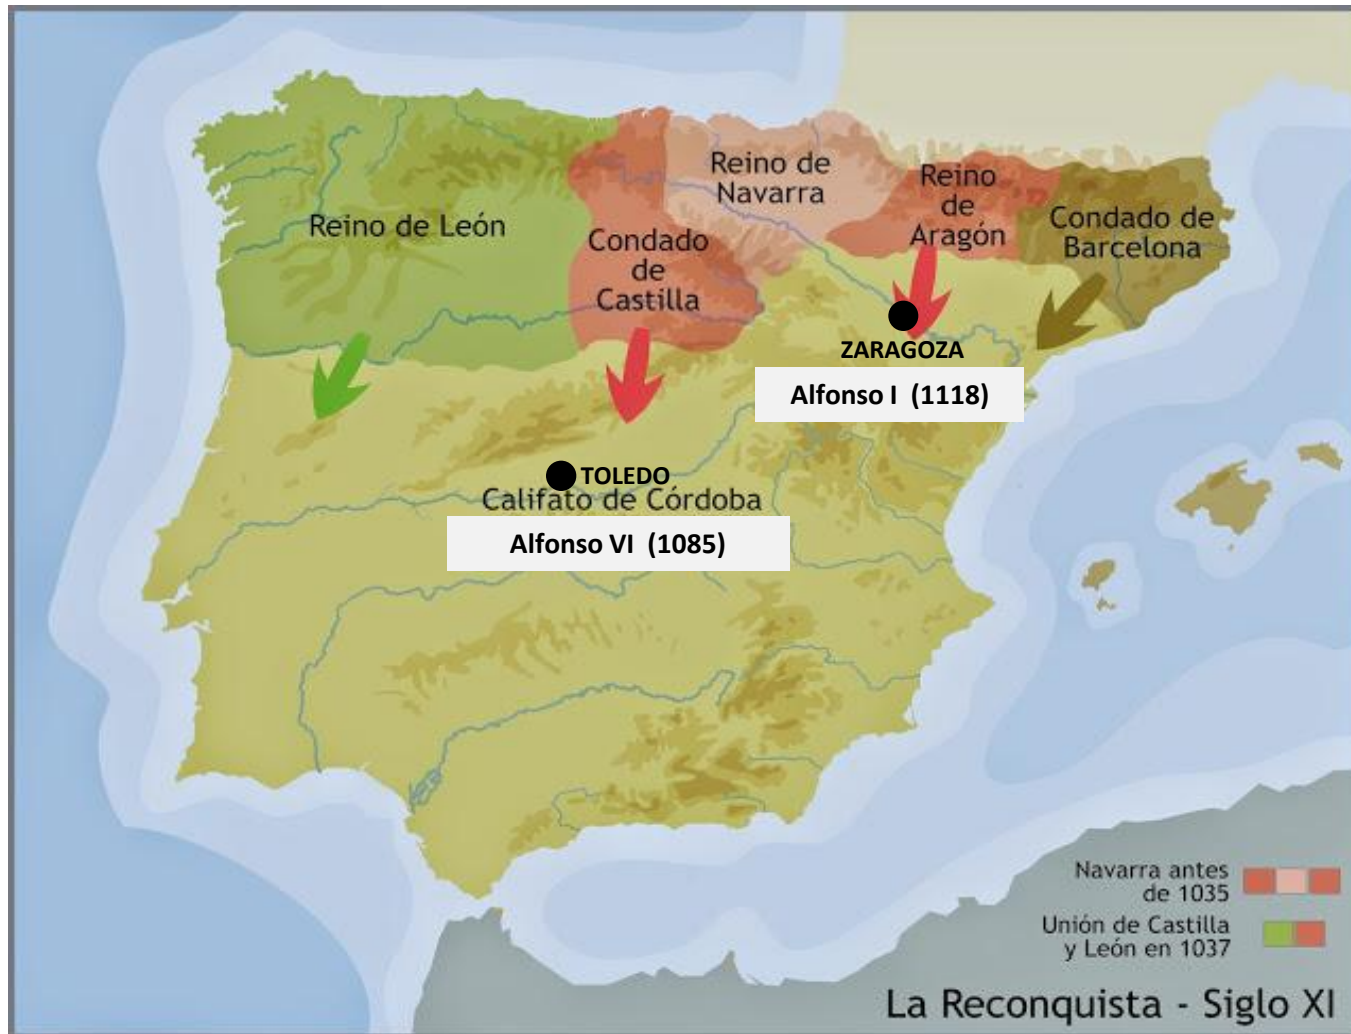 Reino de León
Condado
de
Castilla
Reino de
Navarra
Reino
de
Aragón
Condado de
Barcelona
ZARAGOZA
Alfonso I (1118)
TOLEDO
Califato de Córdoba
Alfonso VI (1085)
Navarra antes
de 1035
Unión de Castilla
y León en 1037
La Reconquista - Siglo XI